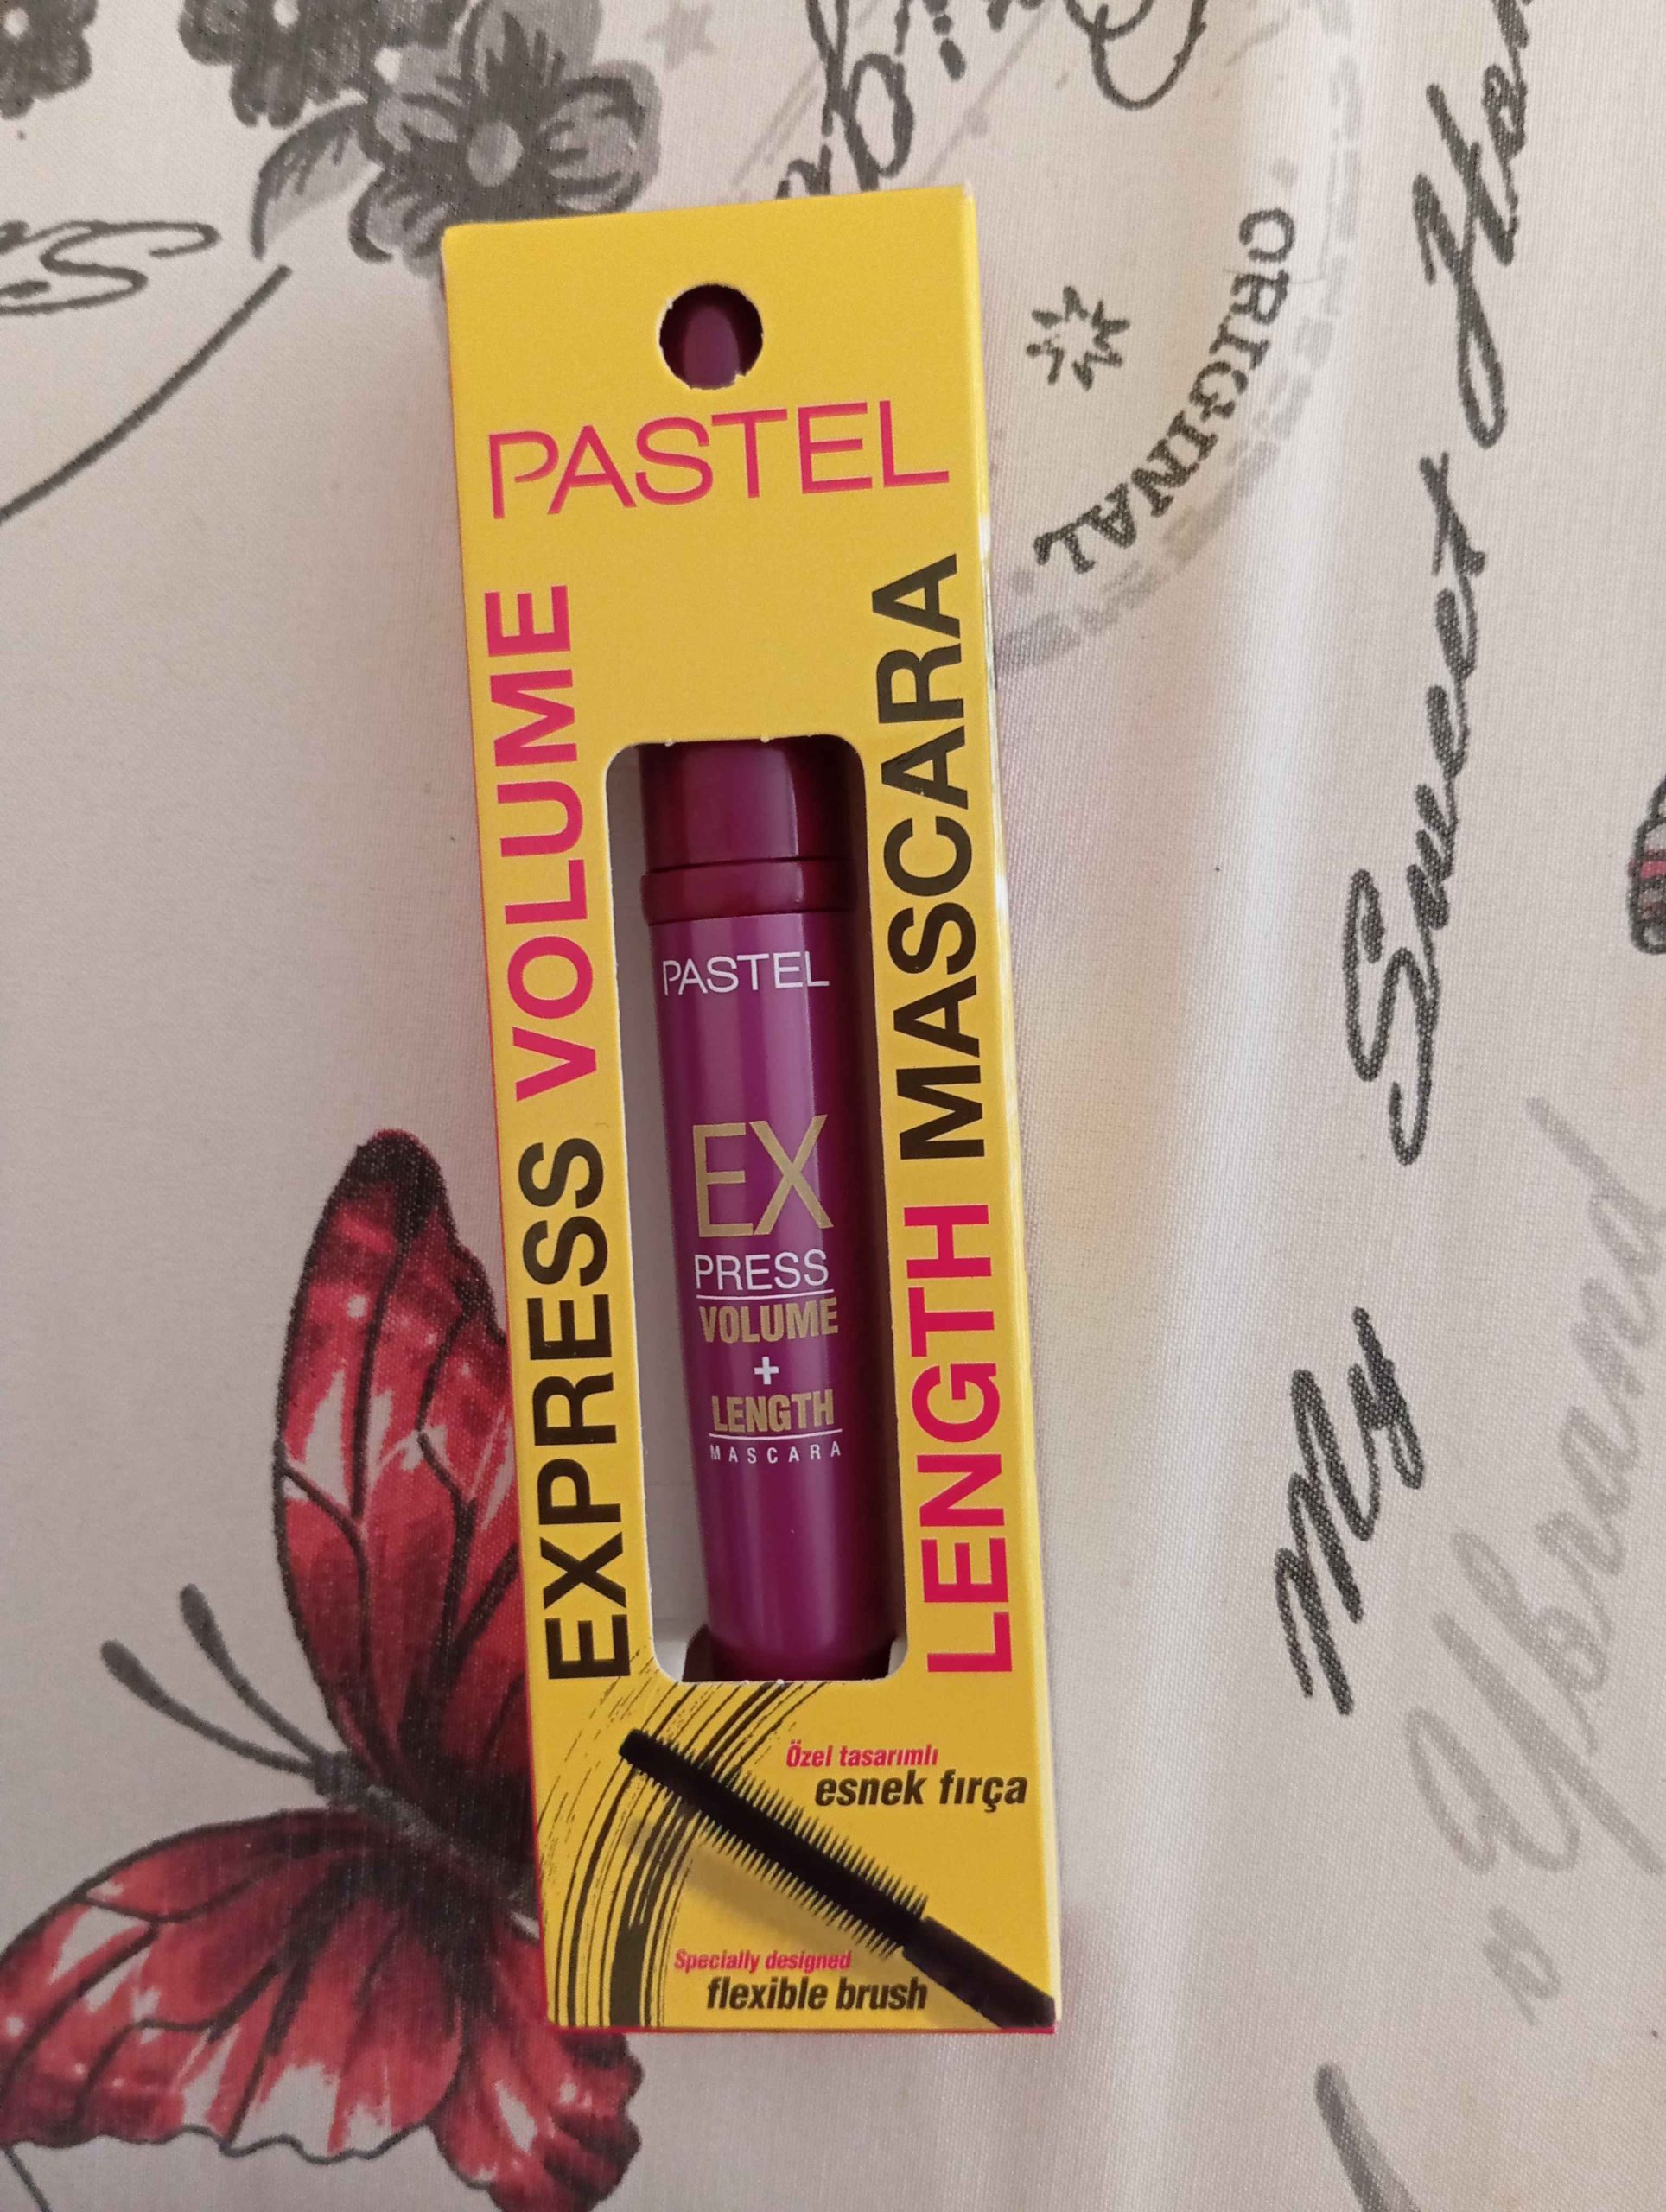 PASTEL
EXPRESS VOLUME
LENGTH MASCARA
PASTEL
EX
PRESS
VOLUME
+
LENGTH
MASCARA
Özel tasarımlı
esnek fırça
Specially designed
flexible brush
ORIGINAL
My Sweet